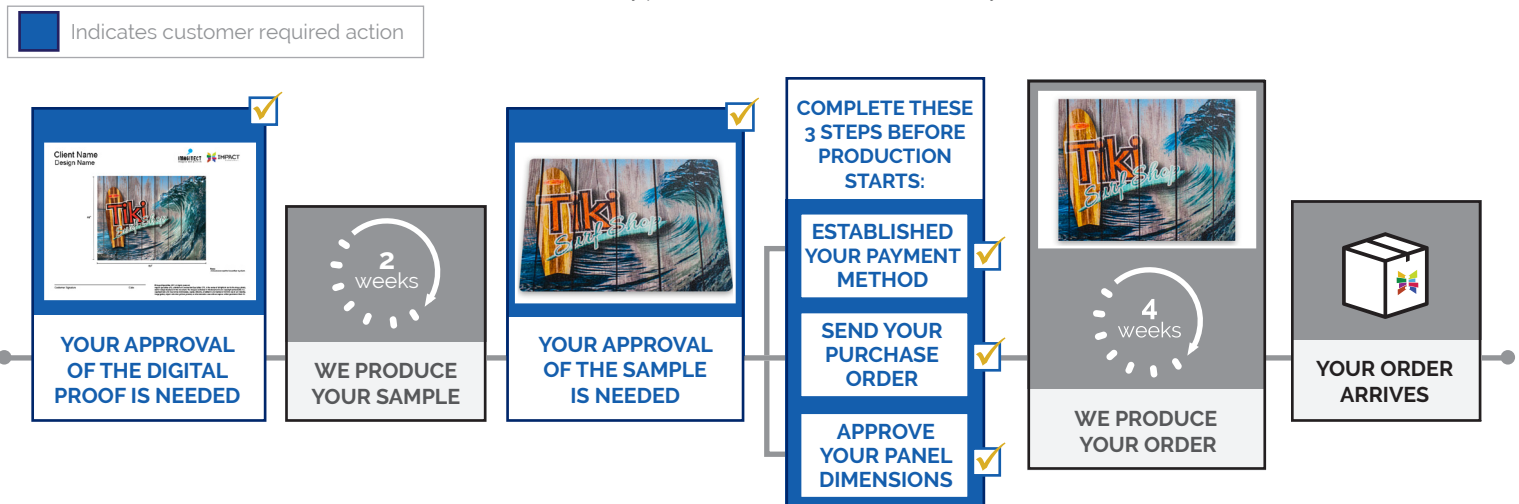 Indicates customer required action
Client Name
Design Name
IMPACT
Tiki
Surf Shop
YOUR APPROVAL
OF THE DIGITAL
PROOF IS NEEDED
2
weeks
WE PRODUCE
YOUR SAMPLE
Tiki
Surf Shop
YOUR APPROVAL
OF THE SAMPLE
IS NEEDED
COMPLETE THESE
3 STEPS BEFORE
PRODUCTION
STARTS:
ESTABLISHED
YOUR PAYMENT
METHOD
SEND YOUR
PURCHASE
ORDER
APPROVE
YOUR PANEL
DIMENSIONS
Tiki
Surf Shop
4
weeks
WE PRODUCE
YOUR ORDER
YOUR ORDER
ARRIVES